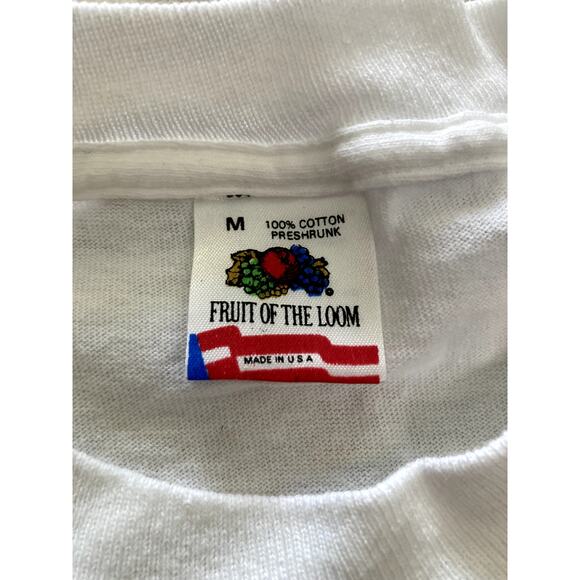 M
100% COTTON
PRESHRUNK
FRUIT OF THE LOOM
MADE IN U S A